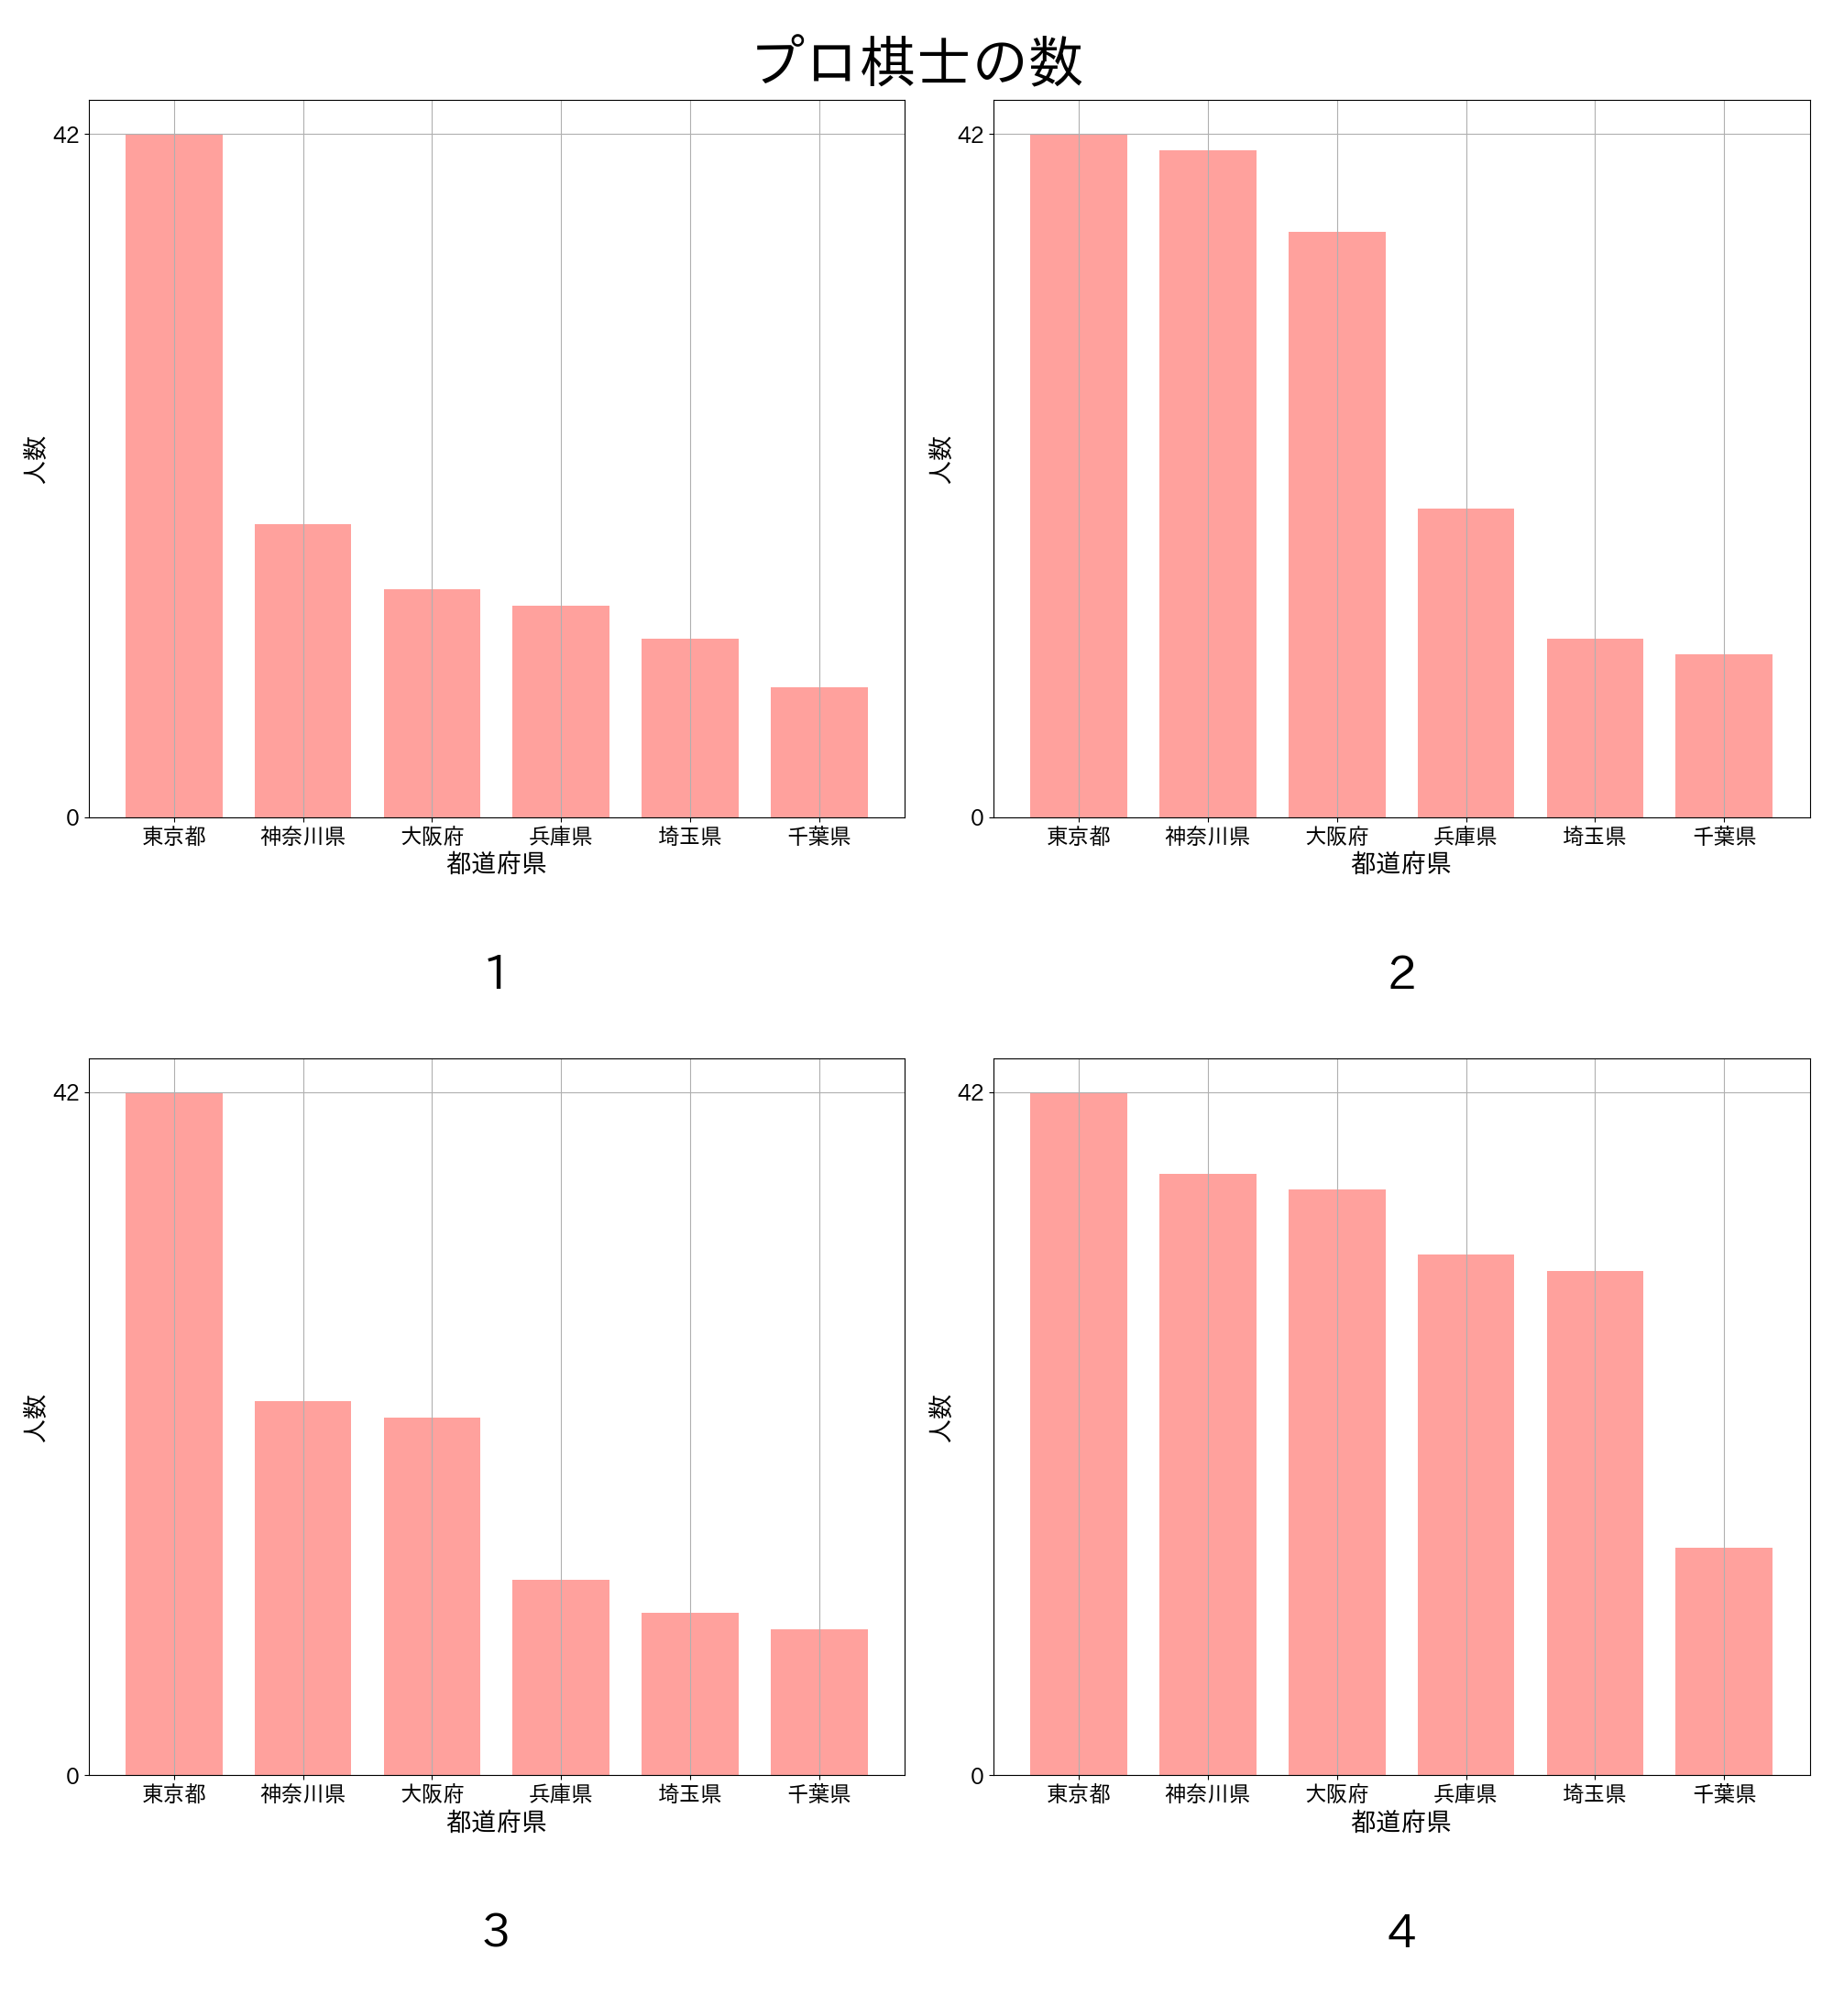 プロ棋士の数
42
0
人数
東京都 神奈川県 大阪府 兵庫県 埼玉県 千葉県
都道府県
1
42
0
人数
東京都 神奈川県 大阪府 兵庫県 埼玉県 千葉県
都道府県
2
42
0
人数
東京都 神奈川県 大阪府 兵庫県 埼玉県 千葉県
都道府県
3
42
0
人数
東京都 神奈川県 大阪府 兵庫県 埼玉県 千葉県
都道府県
4